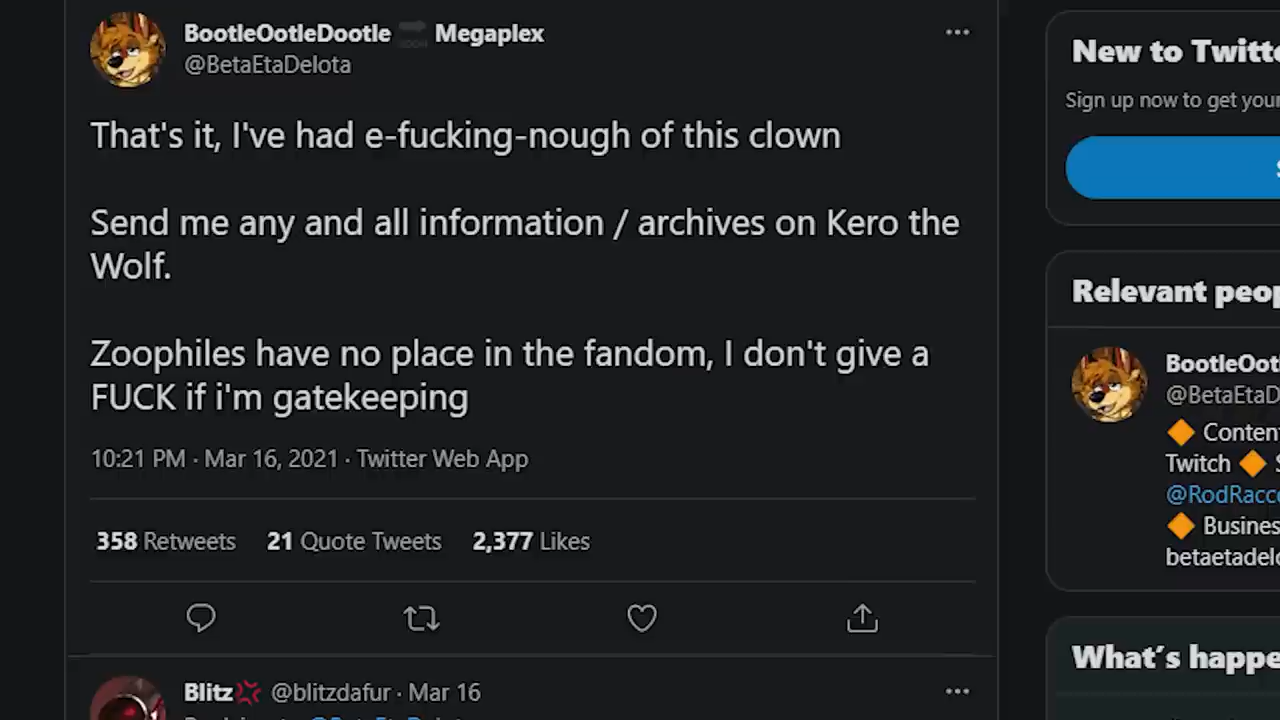 BootleOotleDootle Megaplex
@BetaEtaDelota
That's it, I've had e-fucking-nough of this clown
Send me any and all information / archives on Kero the
Wolf.
Zoophiles have no place in the fandom, I don't give a
FUCK if i'm gatekeeping
10:21 PM · Mar 16, 2021 · Twitter Web App
358 Retweets 21 Quote Tweets 2,377 Likes
Blitz @blitzdafur · Mar 16
New to Twitte
Sign up now to get your
Relevant peop
BootleOot
@BetaEtaD
Conten
Twitch
@RodRacc
Busines
betaetadel
What's happe